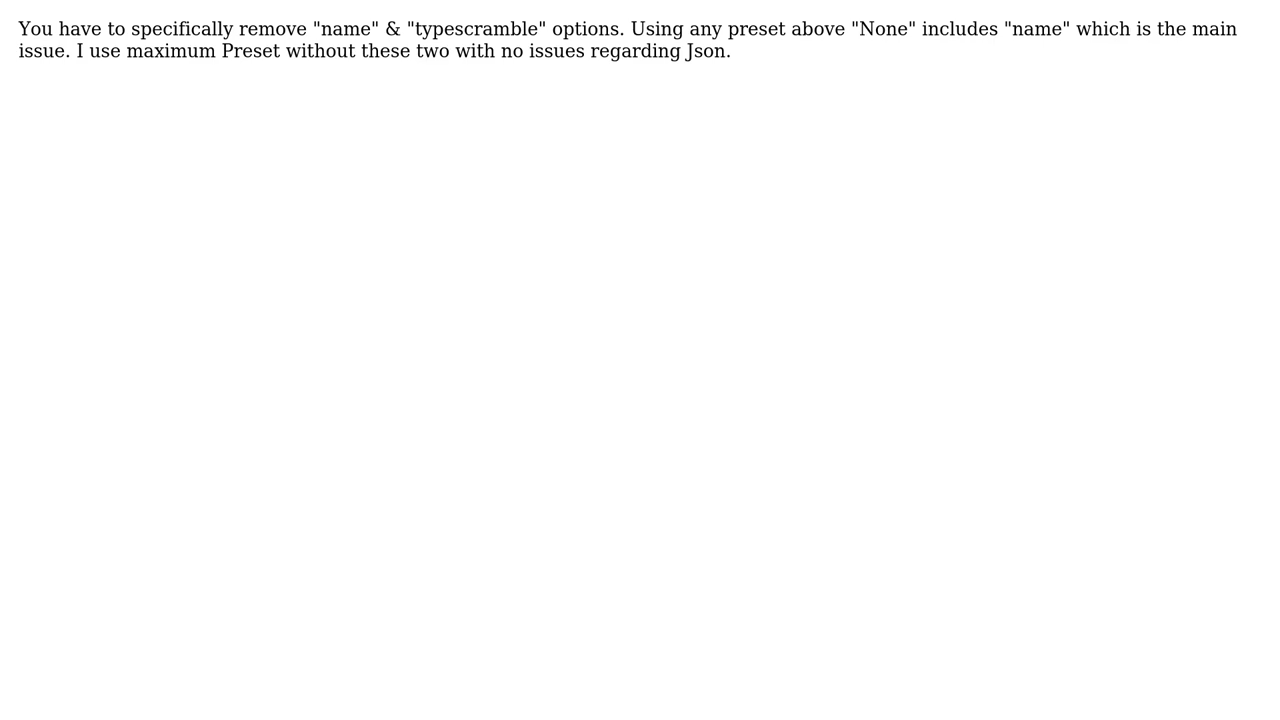 You have to specifically remove "name" & "typescramble" options. Using any preset above "None" includes "name" which is the main
issue. I use maximum Preset without these two with no issues regarding Json.